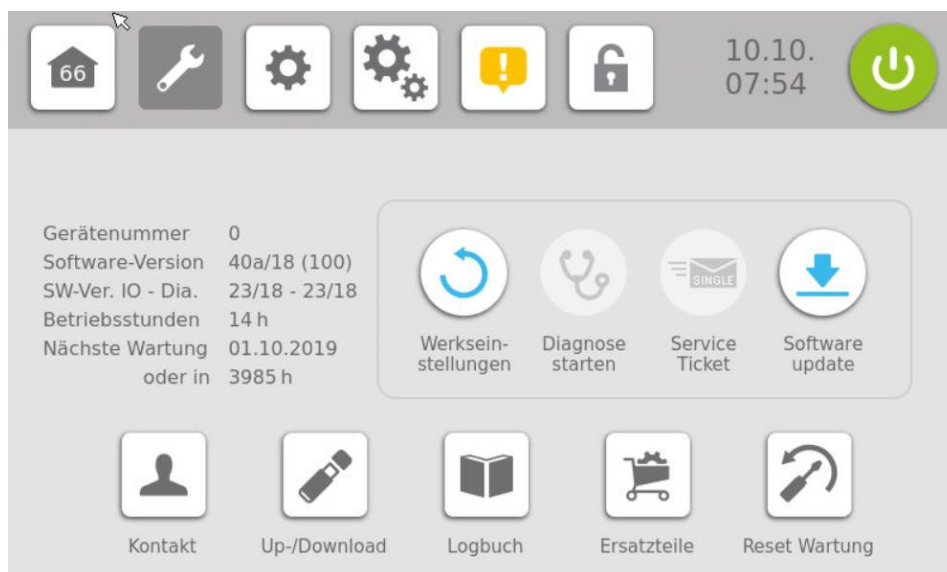 66
10.10.
07:54
Gerätenummer 0
Software-Version 40a/18 (100)
SW-Ver. IO - Dia. 23/18 - 23/18
Betriebsstunden 14 h
Nächste Wartung 01.10.2019
oder in 3985 h
SINGLE
Werksein-
stellungen
Diagnose
starten
Service
Ticket
Software
update
Kontakt
Up-/Download
Logbuch
Ersatzteile
Reset Wartung